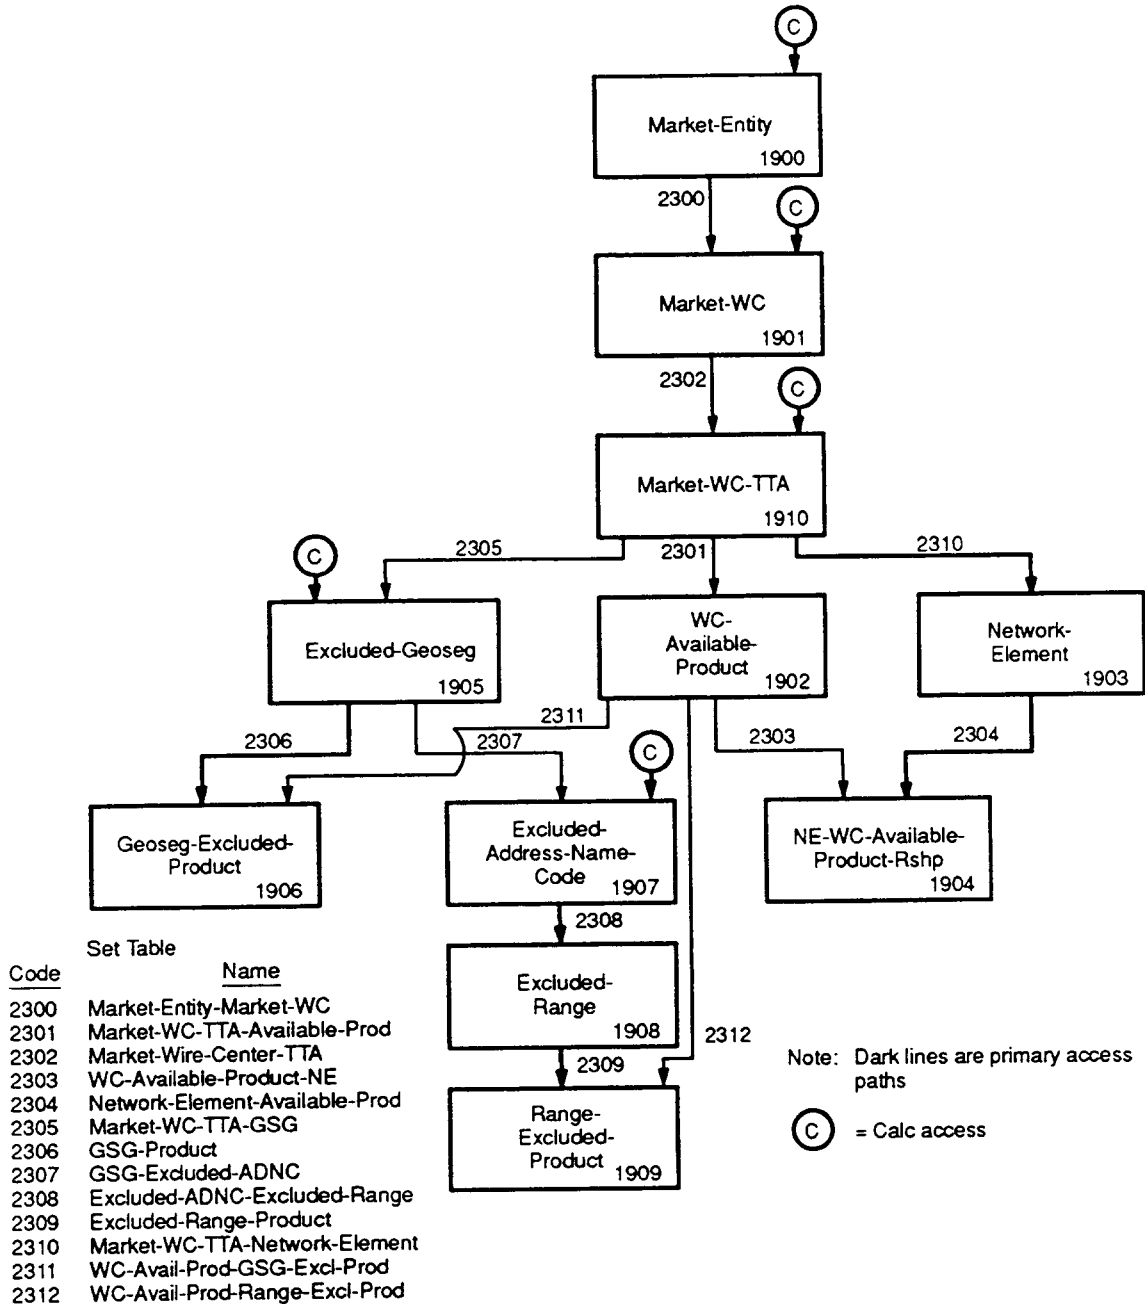 C
Market-Entity
1900
2300
C
Market-WC
1901
2302
C
Market-WC-TTA
1910
2305
2301
2310
C
Excluded-Geoseg
1905
WC-
Available-
Product
1902
Network-
Element
1903
2306
2311
2307
C
2303
2304
Geoseg-Excluded-
Product
1906
Excluded-
Address-Name-
Code
1907
NE-WC-Available-
Product-Rshp
1904
2308
Excluded-
Range
1908
2309
2312
Range-
Excluded-
Product
1909
Set Table
Code Name
2300 Market-Entity-Market-WC
2301 Market-WC-TTA-Available-Prod
2302 Market-Wire-Center-TTA
2303 WC-Available-Product-NE
2304 Network-Element-Available-Prod
2305 Market-WC-TTA-GSG
2306 GSG-Product
2307 GSG-Excluded-ADNC
2308 Excluded-ADNC-Excluded-Range
2309 Excluded-Range-Product
2310 Market-WC-TTA-Network-Element
2311 WC-Avail-Prod-GSG-Excl-Prod
2312 WC-Avail-Prod-Range-Excl-Prod
Note: Dark lines are primary access
paths
C = Calc access